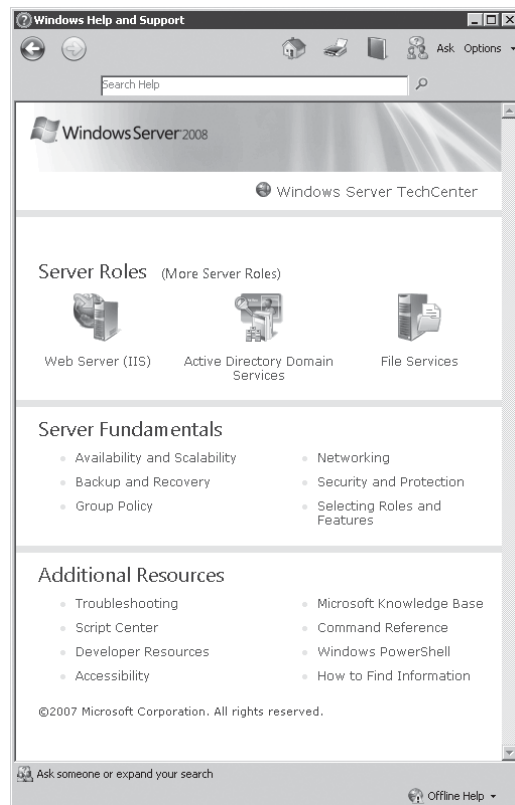 Windows Help and Support
Ask Options
Search Help
Windows Server 2008
Windows Server TechCenter
Server Roles (More Server Roles)
Web Server (IIS)
Active Directory Domain
Services
File Services
Server Fundamentals
Availability and Scalability
Backup and Recovery
Group Policy
Networking
Security and Protection
Selecting Roles and
Features
Additional Resources
Troubleshooting
Script Center
Developer Resources
Accessibility
Microsoft Knowledge Base
Command Reference
Windows PowerShell
How to Find Information
©2007 Microsoft Corporation. All rights reserved.
Ask someone or expand your search
Offline Help